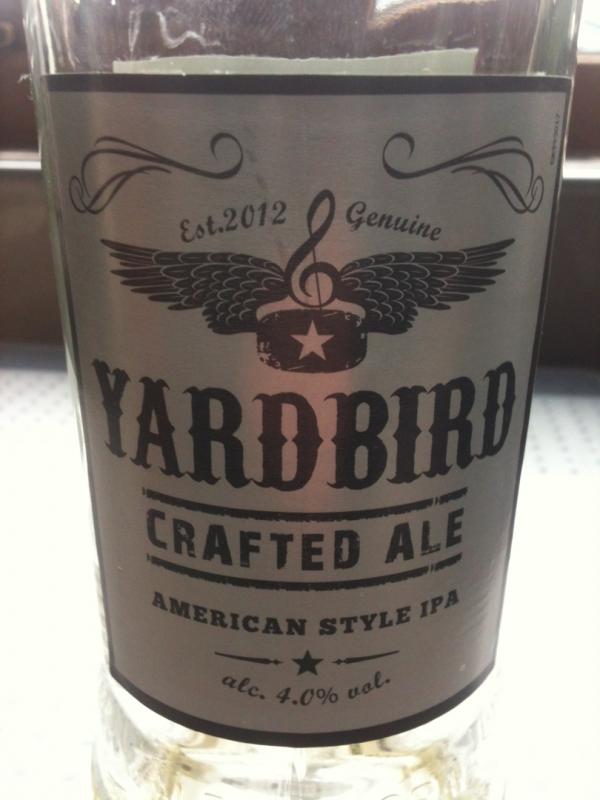 Est.2012 Genuine
YARDBIRD
CRAFTED ALE
AMERICAN STYLE IPA
alc. 4.0% vol.